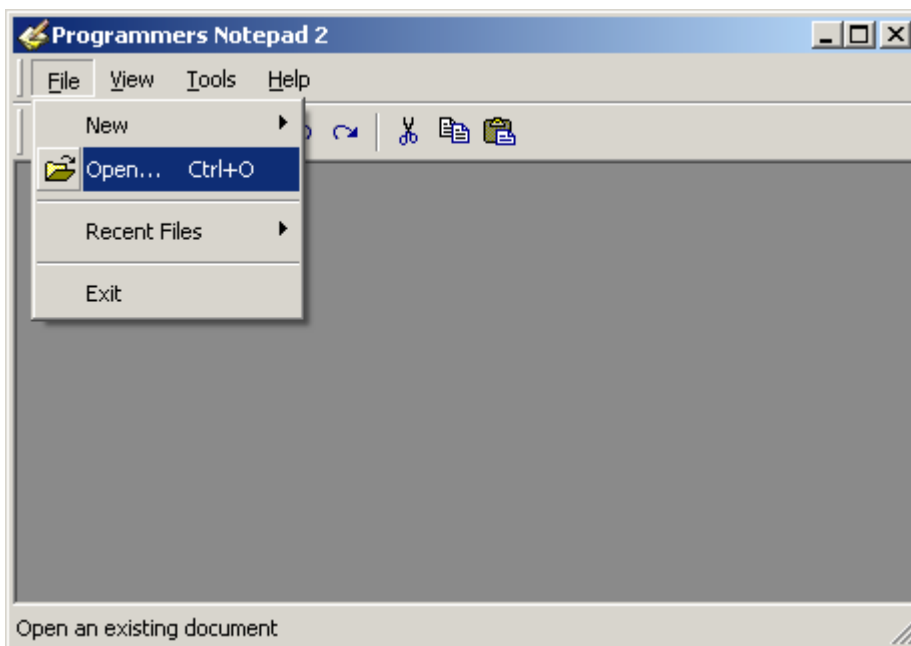 Programmers Notepad 2
File View Tools Help
New
Open... Ctrl+O
Recent Files
Exit
Open an existing document